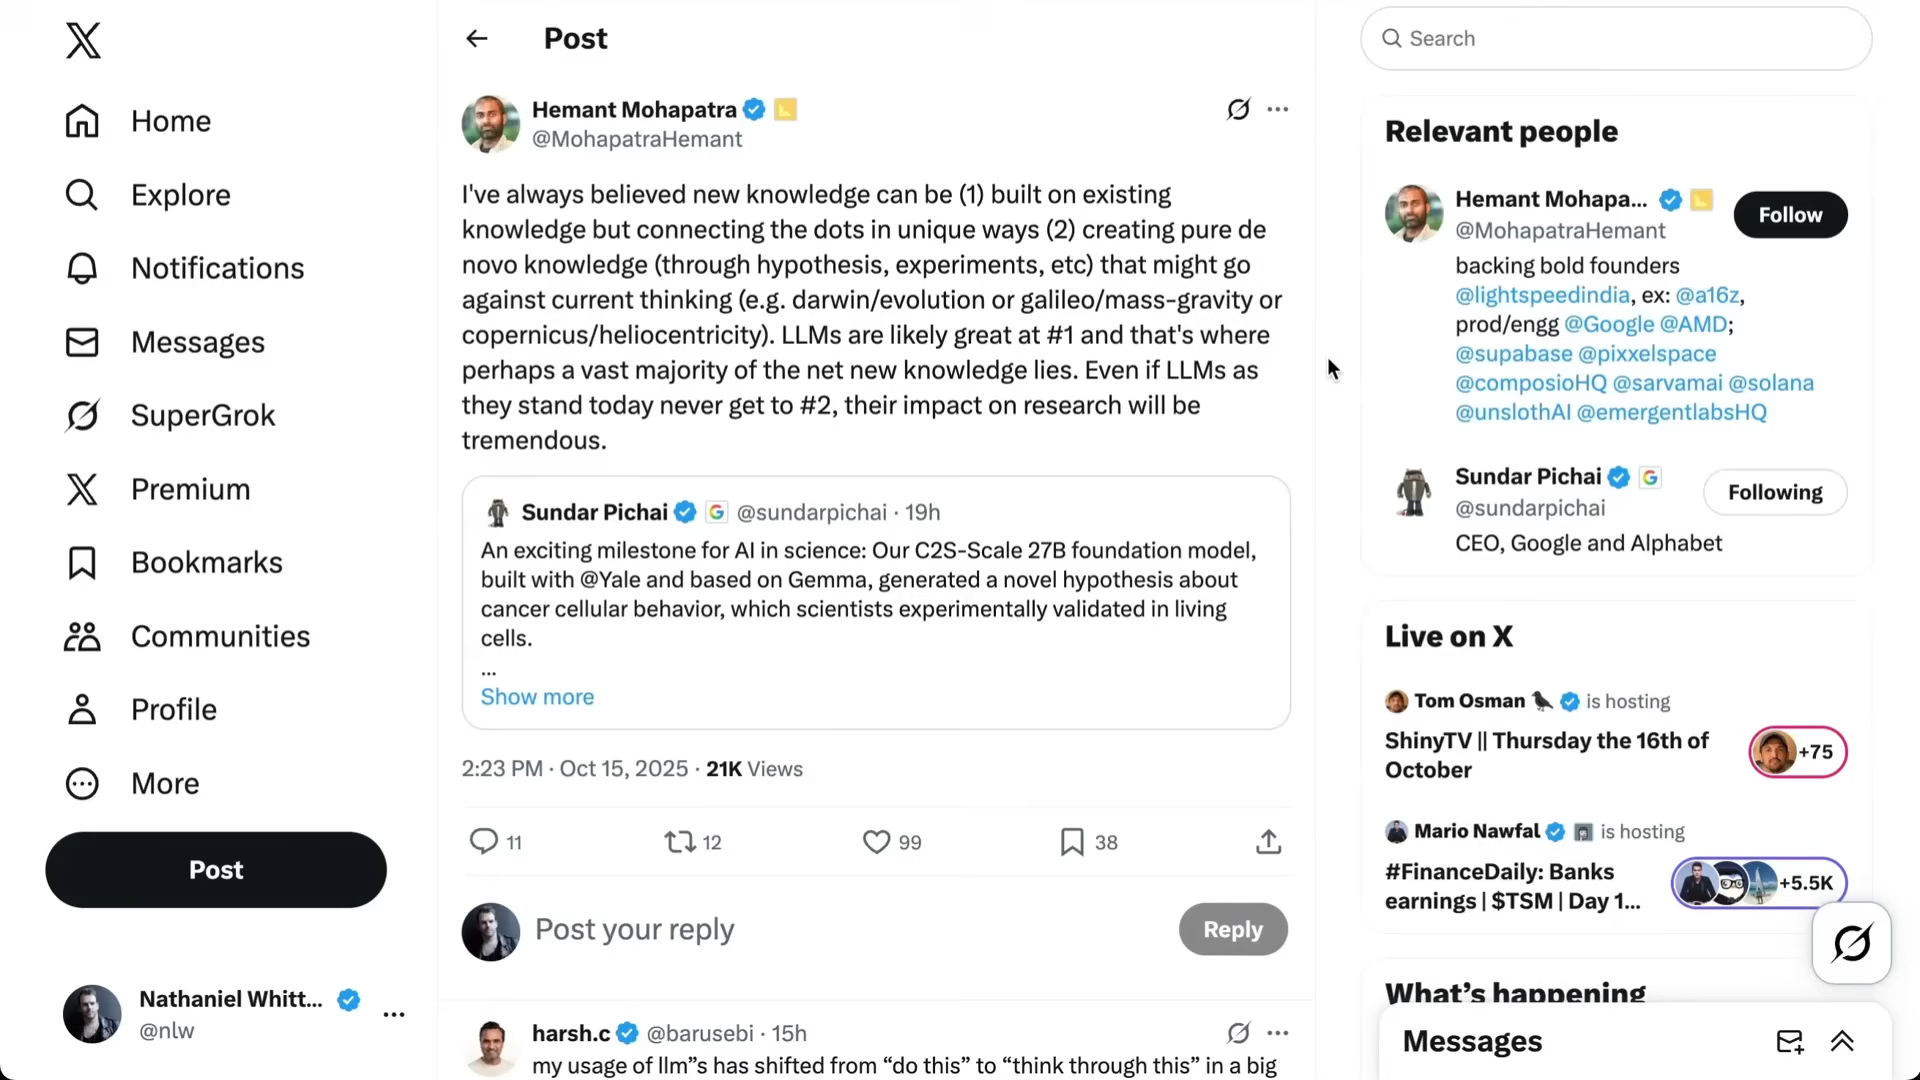 Home
Explore
Notifications
Messages
SuperGrok
Premium
Bookmarks
Communities
Profile
More
Post
Nathaniel Whitt...
@nlw
Post
Hemant Mohapatra
@MohapatraHemant
I've always believed new knowledge can be (1) built on existing
knowledge but connecting the dots in unique ways (2) creating pure de
novo knowledge (through hypothesis, experiments, etc) that might go
against current thinking (e.g. darwin/evolution or galileo/mass-gravity or
copernicus/heliocentricity). LLMs are likely great at #1 and that's where
perhaps a vast majority of the net new knowledge lies. Even if LLMs as
they stand today never get to #2, their impact on research will be
tremendous.
Sundar Pichai G @sundarpichai · 19h
An exciting milestone for AI in science: Our C2S-Scale 27B foundation model,
built with @Yale and based on Gemma, generated a novel hypothesis about
cancer cellular behavior, which scientists experimentally validated in living
cells.
...
Show more
2:23 PM · Oct 15, 2025 · 21K Views
11
12
99
38
Post your reply
Reply
harsh.c @barusebi · 15h
my usage of llm”s has shifted from “do this” to “think through this” in a big
Search
Relevant people
Hemant Mohapa...
@MohapatraHemant
Follow
backing bold founders
@lightspeedindia, ex: @a16z,
prod/engg @Google @AMD;
@supabase @pixxelspace
@composioHQ @sarvamai @solana
@unslothAI @emergentlabsHQ
Sundar Pichai G
@sundarpichai
Following
CEO, Google and Alphabet
Live on X
Tom Osman is hosting
ShinyTV || Thursday the 16th of
October
+75
Mario Nawfal is hosting
#FinanceDaily: Banks
earnings | $TSM | Day 1...
+5.5K
What’s happening
Messages